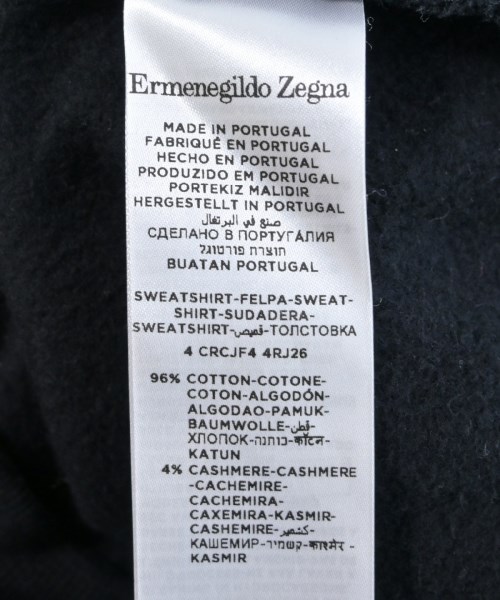 Ermenegildo Zegna
MADE IN PORTUGAL
FABRIQUÉ EN PORTUGAL
HECHO EN PORTUGAL
PRODUZIDO EM PORTUGAL
PORTEKIZ MALIDIR
HERGESTELLT IN PORTUGAL
صنع في البرتغال
СДЕЛАНО В ПОРТУГАЛИЯ
תוצרת פורטוגל
BUATAN PORTUGAL
SWEATSHIRT-FELPA-SWEAT-
SHIRT-SUDADERA-
SWEATSHIRT-قميص-ТОЛСТОВКА
4 CRCJF4 4RJ26
96% COTTON-COTONE-
COTON-ALGODÓN-
ALGODAO-PAMUK-
BAUMWOLLE-قطن-
ХЛОПОК-כותנה-कॉटन-
KATUN
4% CASHMERE-CASHMERE
-CACHEMIRE-
CACHEMIRA-
CAXEMIRA-KASMIR-
CASHEMIRE-كشمير-
КАШЕМИР-קשמיר-काश्मेर -
KASMIR